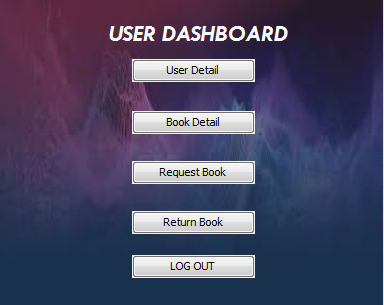 USER DASHBOARD
User Detail
Book Detail
Request Book
Return Book
LOG OUT